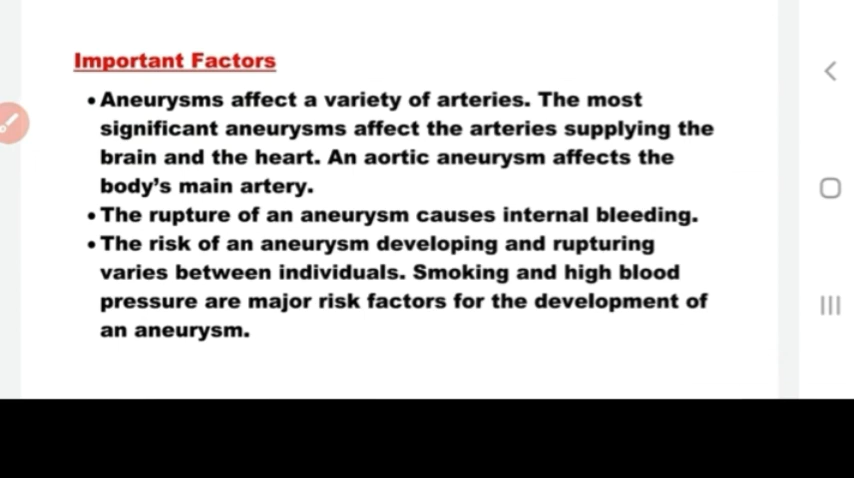 Important Factors
• Aneurysms affect a variety of arteries. The most
significant aneurysms affect the arteries supplying the
brain and the heart. An aortic aneurysm affects the
body’s main artery.
• The rupture of an aneurysm causes internal bleeding.
• The risk of an aneurysm developing and rupturing
varies between individuals. Smoking and high blood
pressure are major risk factors for the development of
an aneurysm.